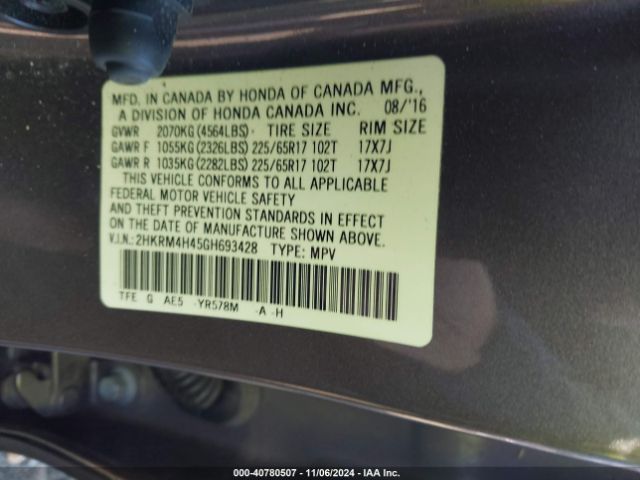 MFD. IN CANADA BY HONDA OF CANADA MFG.,
A DIVISION OF HONDA CANADA INC. 08/'16
GVWR 2070KG (4564LBS) TIRE SIZE RIM SIZE
GAWR F 1055KG (2326LBS) 225/65R17 102T 17X7J
GAWR R 1035KG (2282LBS) 225/65R17 102T 17X7J
THIS VEHICLE CONFORMS TO ALL APPLICABLE
FEDERAL MOTOR VEHICLE SAFETY
AND THEFT PREVENTION STANDARDS IN EFFECT
ON THE DATE OF MANUFACTURE SHOWN ABOVE.
V.I.N.: 2HKRM4H45GH693428 TYPE: MPV
TFE G AE5 -YR578M -A -H
000-40780507 - 11/06/2024 - IAA Inc.